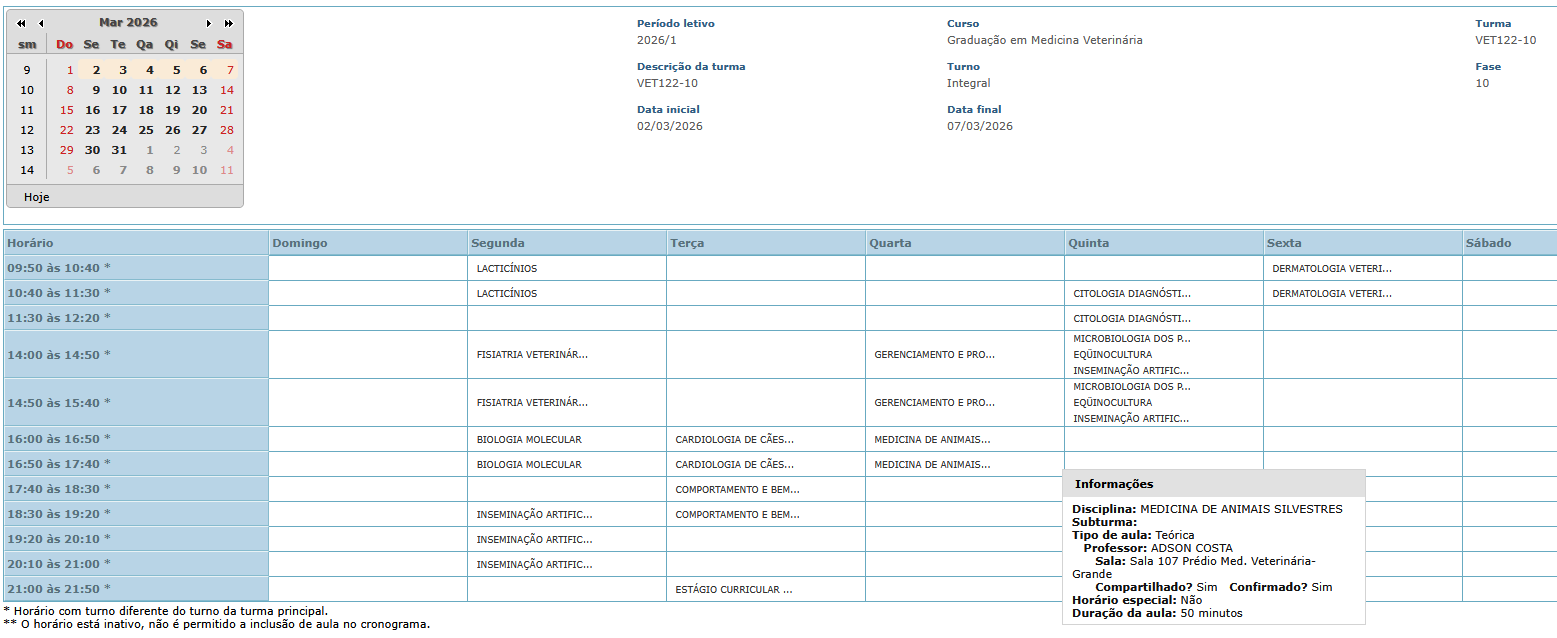 Mar 2026
sm Do Se Te Qa Qi Se Sa
9 1 2 3 4 5 6 7
10 8 9 10 11 12 13 14
11 15 16 17 18 19 20 21
12 22 23 24 25 26 27 28
13 29 30 31 1 2 3 4
14 5 6 7 8 9 10 11
Hoje
Período letivo Curso Turma
2026/1 Graduação em Medicina Veterinária VET122-10
Descrição da turma Turno Fase
VET122-10 Integral 10
Data inicial Data final
02/03/2026 07/03/2026
Horário Domingo Segunda Terça Quarta Quinta Sexta Sábado
09:50 às 10:40 * LACTICÍNIOS DERMATOLOGIA VETERI...
10:40 às 11:30 * LACTICÍNIOS CITOLOGIA DIAGNÓSTI... DERMATOLOGIA VETERI...
11:30 às 12:20 * CITOLOGIA DIAGNÓSTI...
MICROBIOLOGIA DOS P...
14:00 às 14:50 * FISIATRIA VETERINÁR... GERENCIAMENTO E PRO... EQÜINOCULTURA
INSEMINAÇÃO ARTIFIC...
MICROBIOLOGIA DOS P...
14:50 às 15:40 * FISIATRIA VETERINÁR... GERENCIAMENTO E PRO... EQÜINOCULTURA
INSEMINAÇÃO ARTIFIC...
16:00 às 16:50 * BIOLOGIA MOLECULAR CARDIOLOGIA DE CÃES... MEDICINA DE ANIMAIS...
16:50 às 17:40 * BIOLOGIA MOLECULAR CARDIOLOGIA DE CÃES... MEDICINA DE ANIMAIS...
17:40 às 18:30 * COMPORTAMENTO E BEM...
18:30 às 19:20 * INSEMINAÇÃO ARTIFIC... COMPORTAMENTO E BEM...
19:20 às 20:10 * INSEMINAÇÃO ARTIFIC...
20:10 às 21:00 * INSEMINAÇÃO ARTIFIC...
21:00 às 21:50 * ESTÁGIO CURRICULAR ...
Informações
Disciplina: MEDICINA DE ANIMAIS SILVESTRES
Subturma:
Tipo de aula: Teórica
Professor: ADSON COSTA
Sala: Sala 107 Prédio Med. Veterinária-
Grande
Compartilhado? Sim Confirmado? Sim
Horário especial: Não
Duração da aula: 50 minutos
* Horário com turno diferente do turno da turma principal.
** O horário está inativo, não é permitido a inclusão de aula no cronograma.